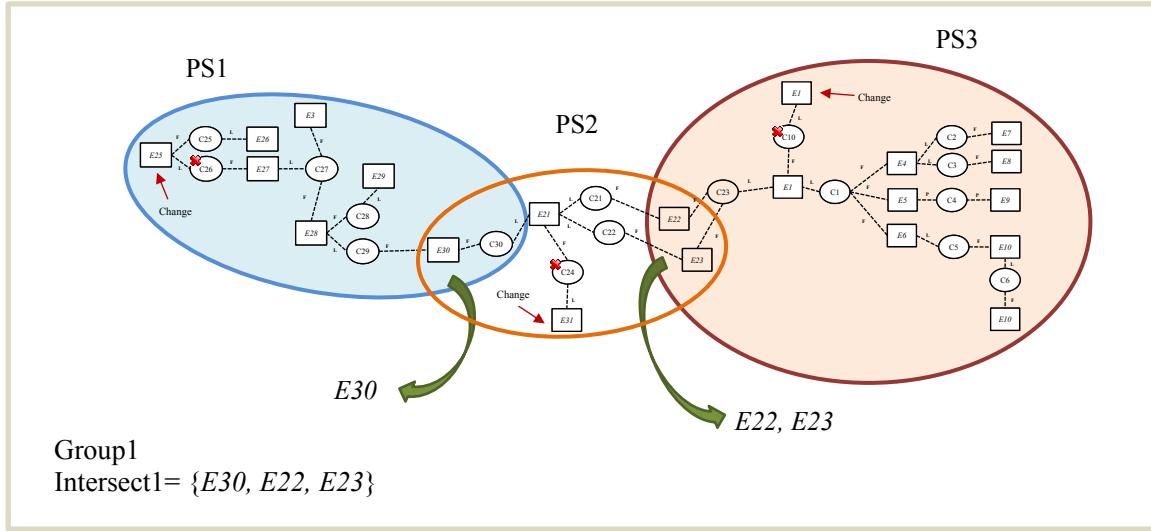 PS3
PS1
PS2
E1
Change
L
C10
F
E3
C25
L
E26
F
F
E25
C26
F
E27
L
C27
L
Change
F
E29
L
F
C28
E28
L
C29
F
E30
F
C30
L
E21
L
C21
F
E22
F
C23
L
E1
L
C1
L
C22
F
E23
F
F
C24
L
E31
Change
F
E4
L
C2
F
E7
L
C3
F
E8
F
E5
P
C4
P
E9
F
E6
L
C5
F
E10
L
C6
F
E10
E30
E22, E23
Group1
Intersect1= {E30, E22, E23}